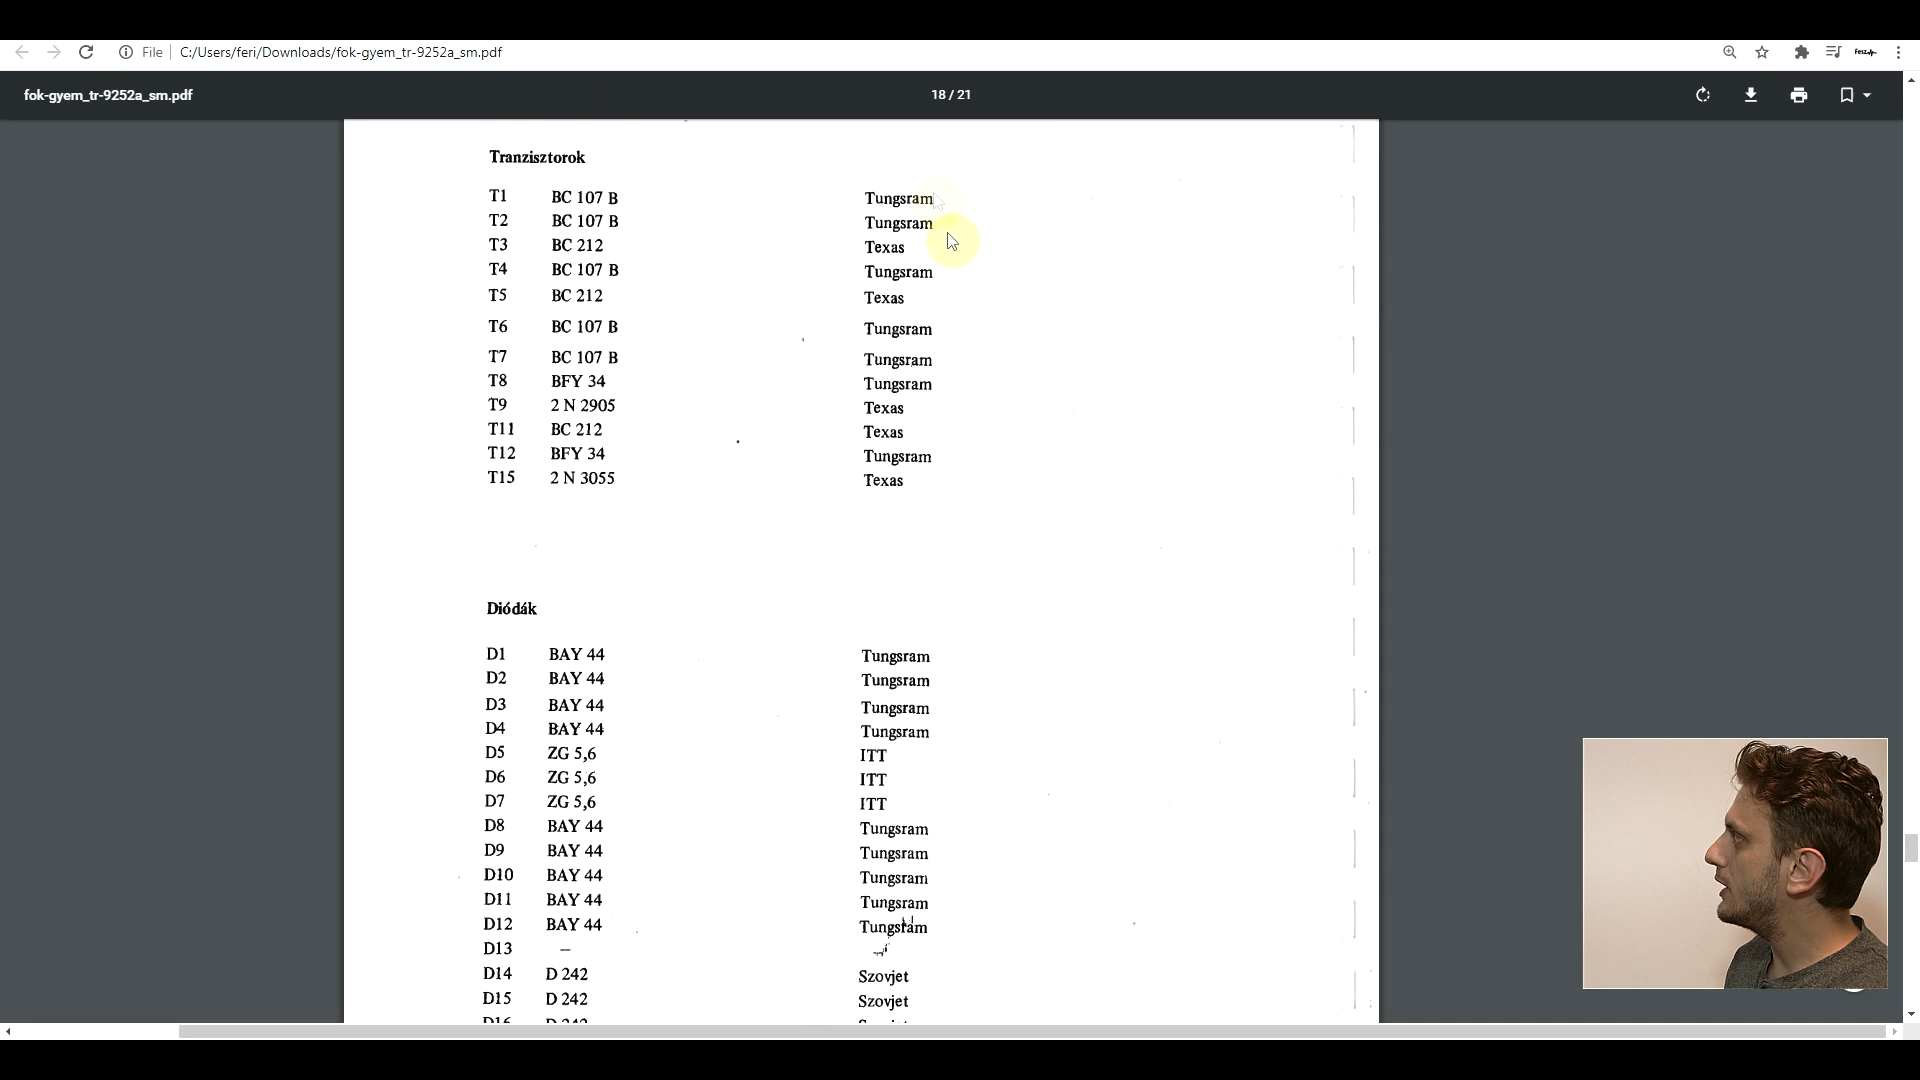 File C:/Users/feri/Downloads/fok-gyem_tr-9252a_sm.pdf
Fesz
fok-gyem_tr-9252a_sm.pdf 18 / 21
Tranzisztorok
T1 BC 107 B Tungsram
T2 BC 107 B Tungsram
T3 BC 212 Texas
T4 BC 107 B Tungsram
T5 BC 212 Texas
T6 BC 107 B Tungsram
T7 BC 107 B Tungsram
T8 BFY 34 Tungsram
T9 2 N 2905 Texas
T11 BC 212 Texas
T12 BFY 34 Tungsram
T15 2 N 3055 Texas
Diódák
D1 BAY 44 Tungsram
D2 BAY 44 Tungsram
D3 BAY 44 Tungsram
D4 BAY 44 Tungsram
D5 ZG 5,6 ITT
D6 ZG 5,6 ITT
D7 ZG 5,6 ITT
D8 BAY 44 Tungsram
D9 BAY 44 Tungsram
D10 BAY 44 Tungsram
D11 BAY 44 Tungsram
D12 BAY 44 Tungsram
D13 –
D14 D 242 Szovjet
D15 D 242 Szovjet
D16 D 242